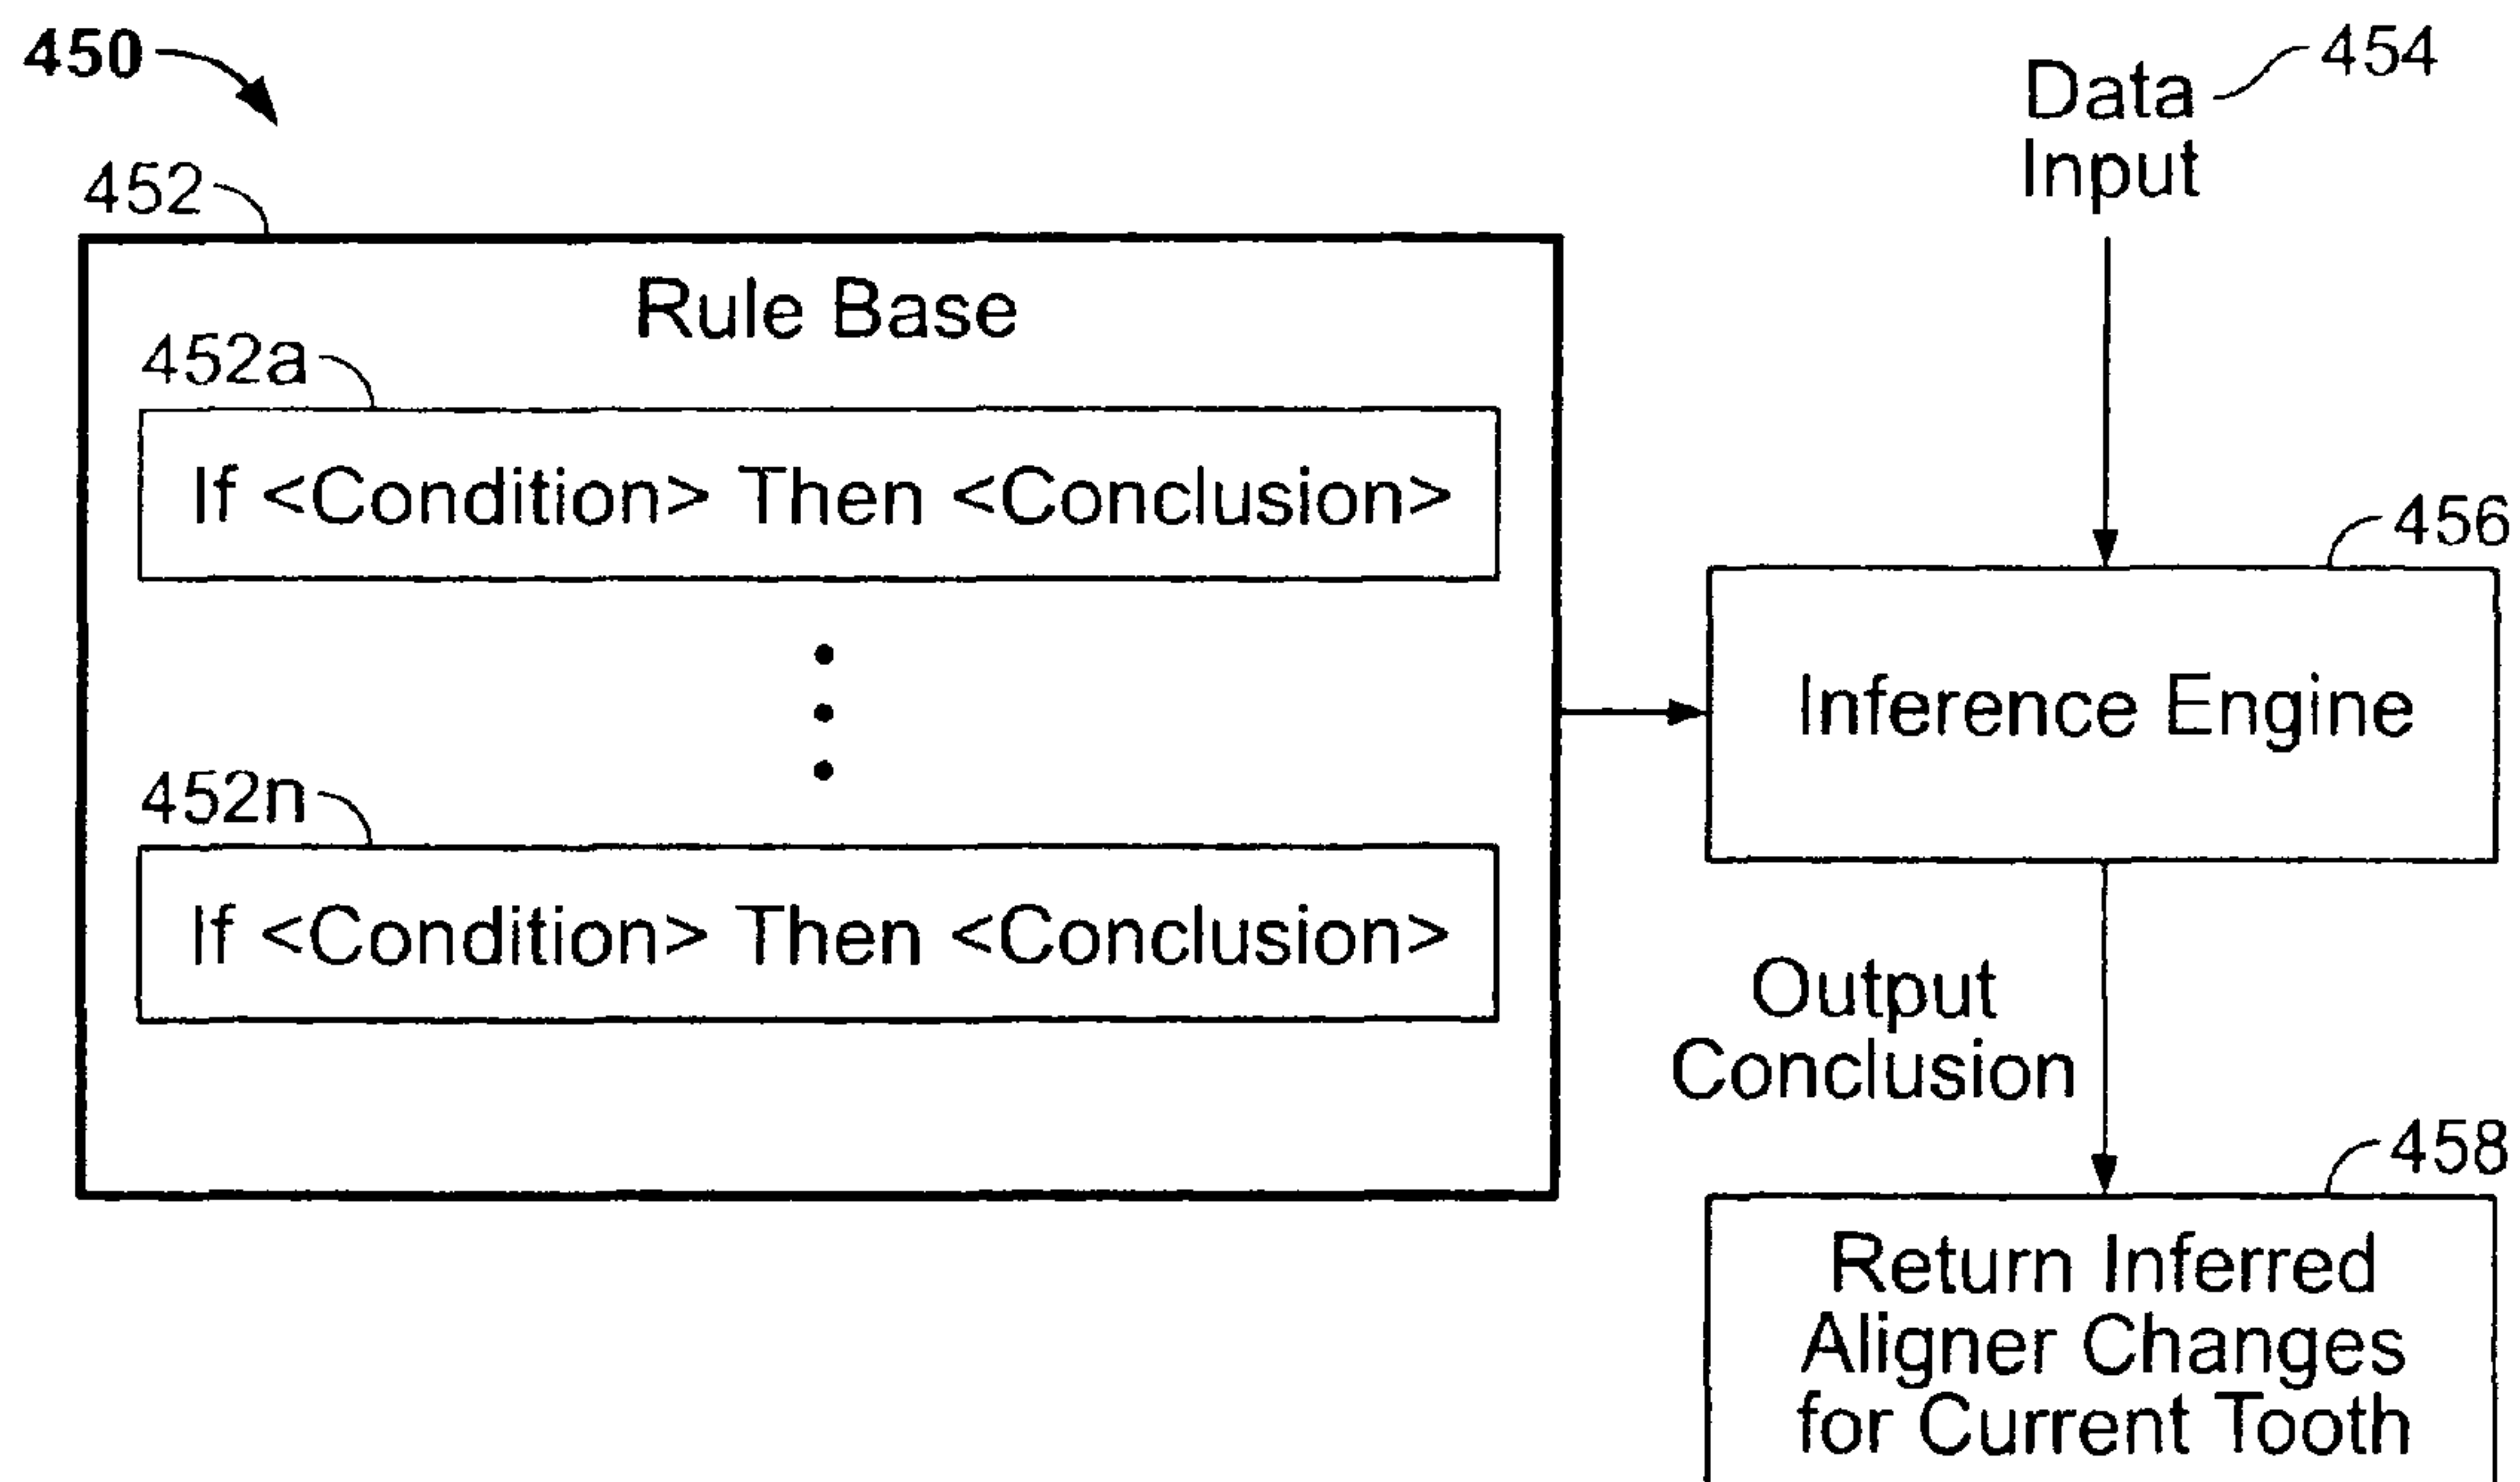 450
452
Rule Base
452a
If <Condition> Then <Conclusion>
452n
If <Condition> Then <Conclusion>
454
Data
Input
456
Inference Engine
Output
Conclusion
458
Return Inferred
Aligner Changes
for Current Tooth